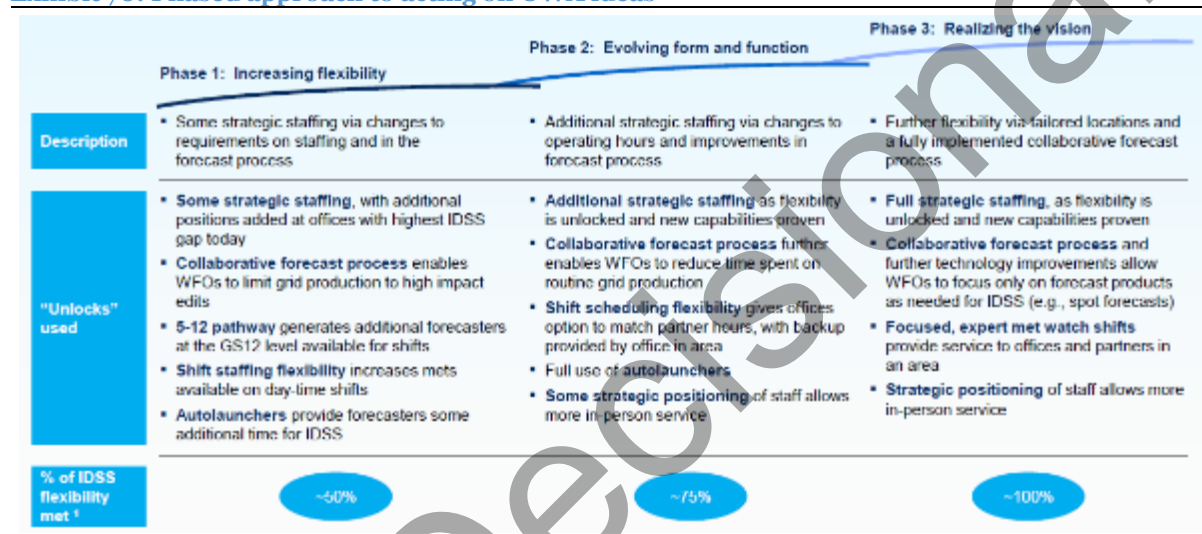 Phase 3: Realizing the vision
Phase 2: Evolving form and function
Phase 1: Increasing flexibility
Description
▪ Some strategic staffing via changes to
requirements on staffing and in the
forecast process
▪ Additional strategic staffing via changes to
operating hours and improvements in
forecast process
▪ Further flexibility via tailored locations and
a fully implemented collaborative forecast
process
"Unlocks"
used
▪ Some strategic staffing, with additional
positions added at offices with highest IDSS
gap today
▪ Collaborative forecast process enables
WFOs to limit grid production to high impact
edits
▪ 5-12 pathway generates additional forecasters
at the GS12 level available for shifts
▪ Shift staffing flexibility increases mets
available on day-time shifts
▪ Autolaunchers provide forecasters some
additional time for IDSS
▪ Additional strategic staffing as flexibility
is unlocked and new capabilities proven
▪ Collaborative forecast process further
enables WFOs to reduce time spent on
routine grid production
▪ Shift scheduling flexibility gives offices
option to match partner hours, with backup
provided by office in area
▪ Full use of autolaunchers
▪ Some strategic positioning of staff allows
more in-person service
▪ Full strategic staffing, as flexibility is
unlocked and new capabilities proven
▪ Collaborative forecast process and
further technology improvements allow
WFOs to focus only on forecast products
as needed for IDSS (e.g., spot forecasts)
▪ Focused, expert met watch shifts
provide service to offices and partners in
an area
▪ Strategic positioning of staff allows more
in-person service
% of IDSS
flexibility
met 1
~50%
~75%
~100%
ecisiona